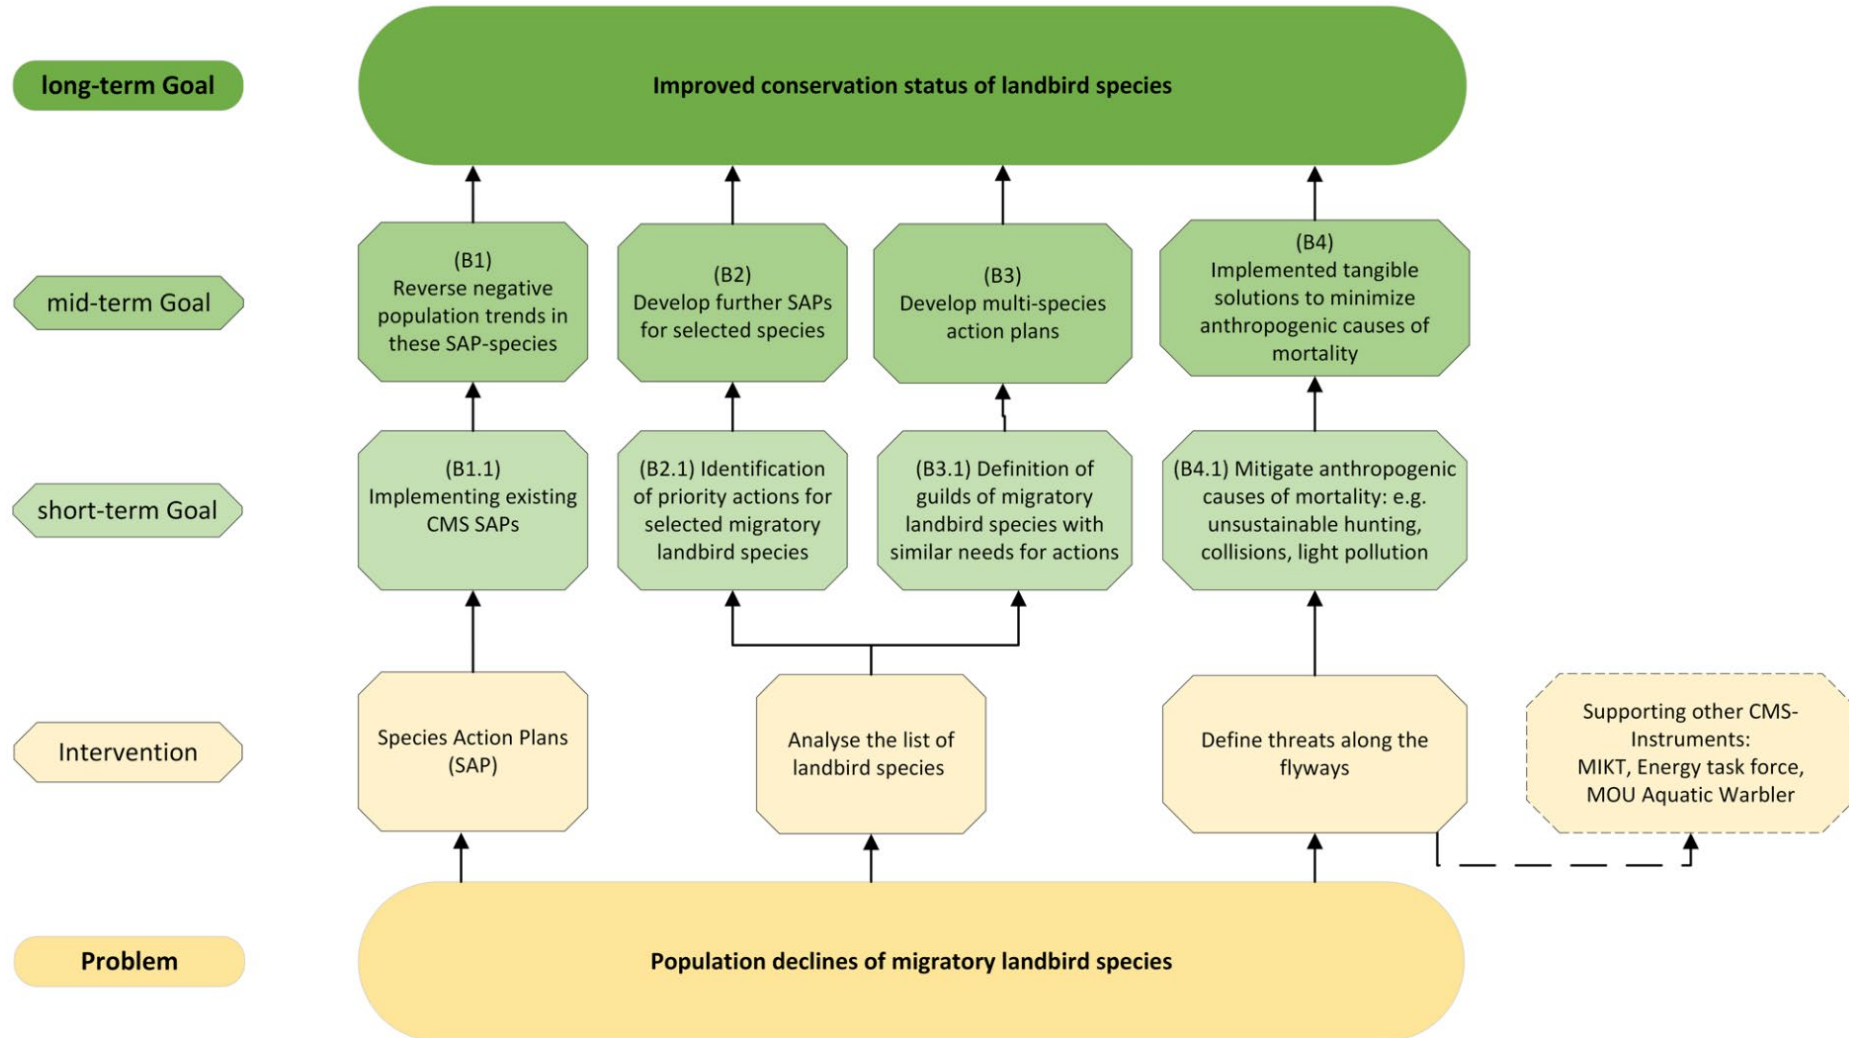 long-term Goal
Improved conservation status of landbird species
mid-term Goal
(B1)
Reverse negative
population trends in
these SAP-species
(B2)
Develop further SAPs
for selected species
(B3)
Develop multi-species
action plans
(B4)
Implemented tangible
solutions to minimize
anthropogenic causes of
mortality
short-term Goal
(B1.1)
Implementing existing
CMS SAPs
(B2.1) Identification
of priority actions for
selected migratory
landbird species
(B3.1) Definition of
guilds of migratory
landbird species with
similar needs for actions
(B4.1) Mitigate anthropogenic
causes of mortality: e.g.
unsustainable hunting,
collisions, light pollution
Intervention
Species Action Plans
(SAP)
Analyse the list of
landbird species
Define threats along the
flyways
Supporting other CMS-
Instruments:
MIKT, Energy task force,
MOU Aquatic Warbler
Problem
Population declines of migratory landbird species